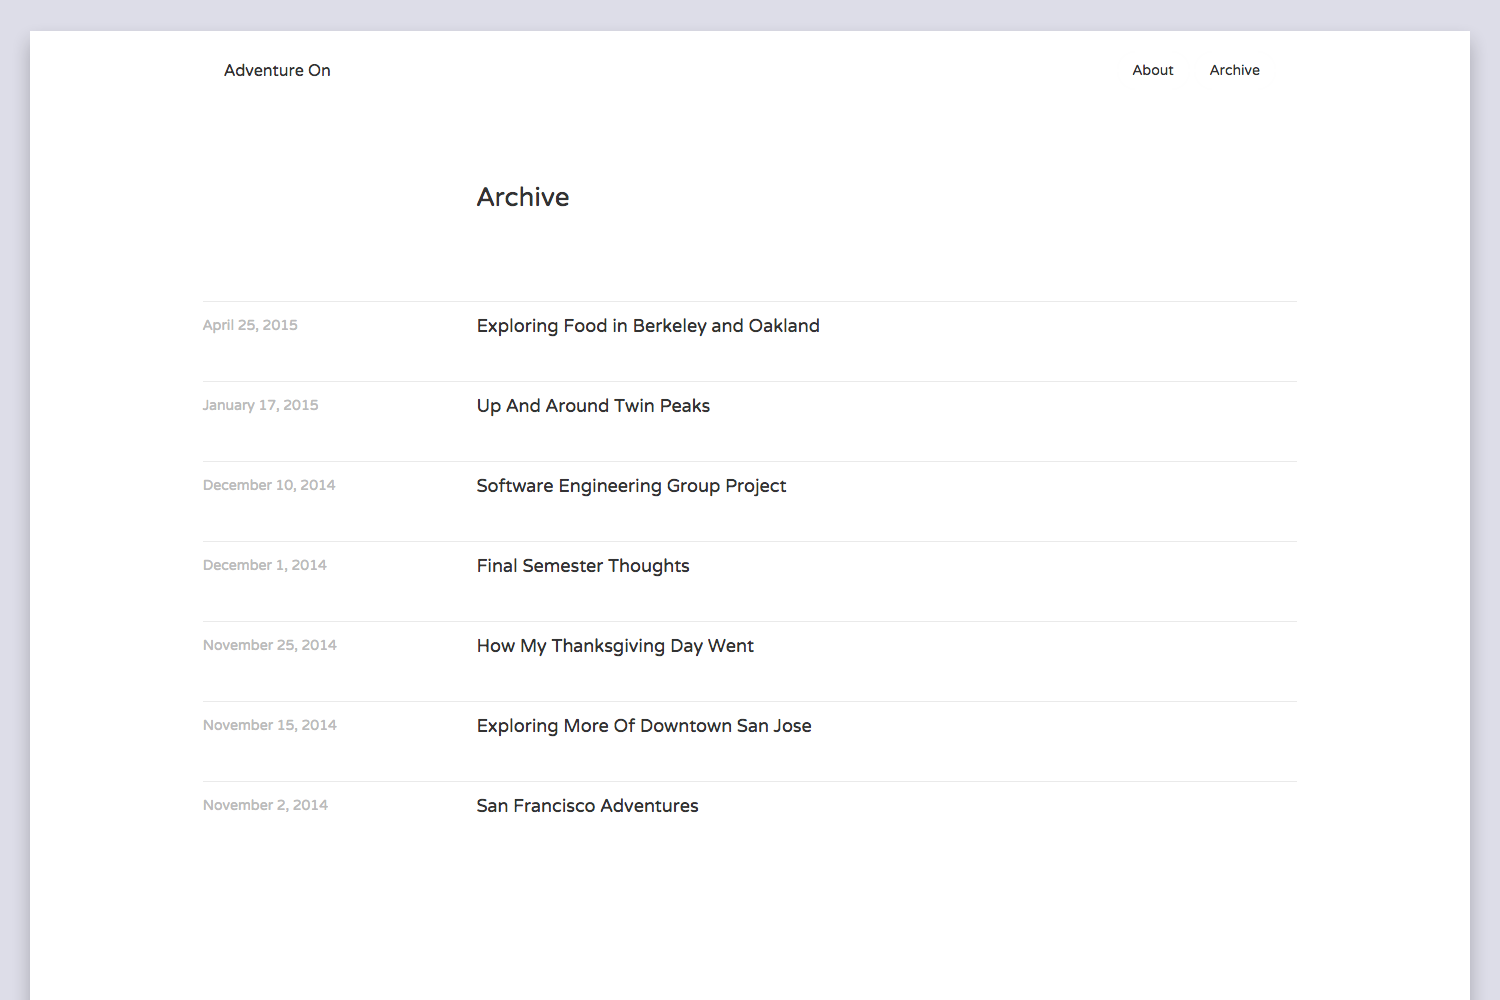 Adventure On
About Archive
Archive
April 25, 2015 Exploring Food in Berkeley and Oakland
January 17, 2015 Up And Around Twin Peaks
December 10, 2014 Software Engineering Group Project
December 1, 2014 Final Semester Thoughts
November 25, 2014 How My Thanksgiving Day Went
November 15, 2014 Exploring More Of Downtown San Jose
November 2, 2014 San Francisco Adventures